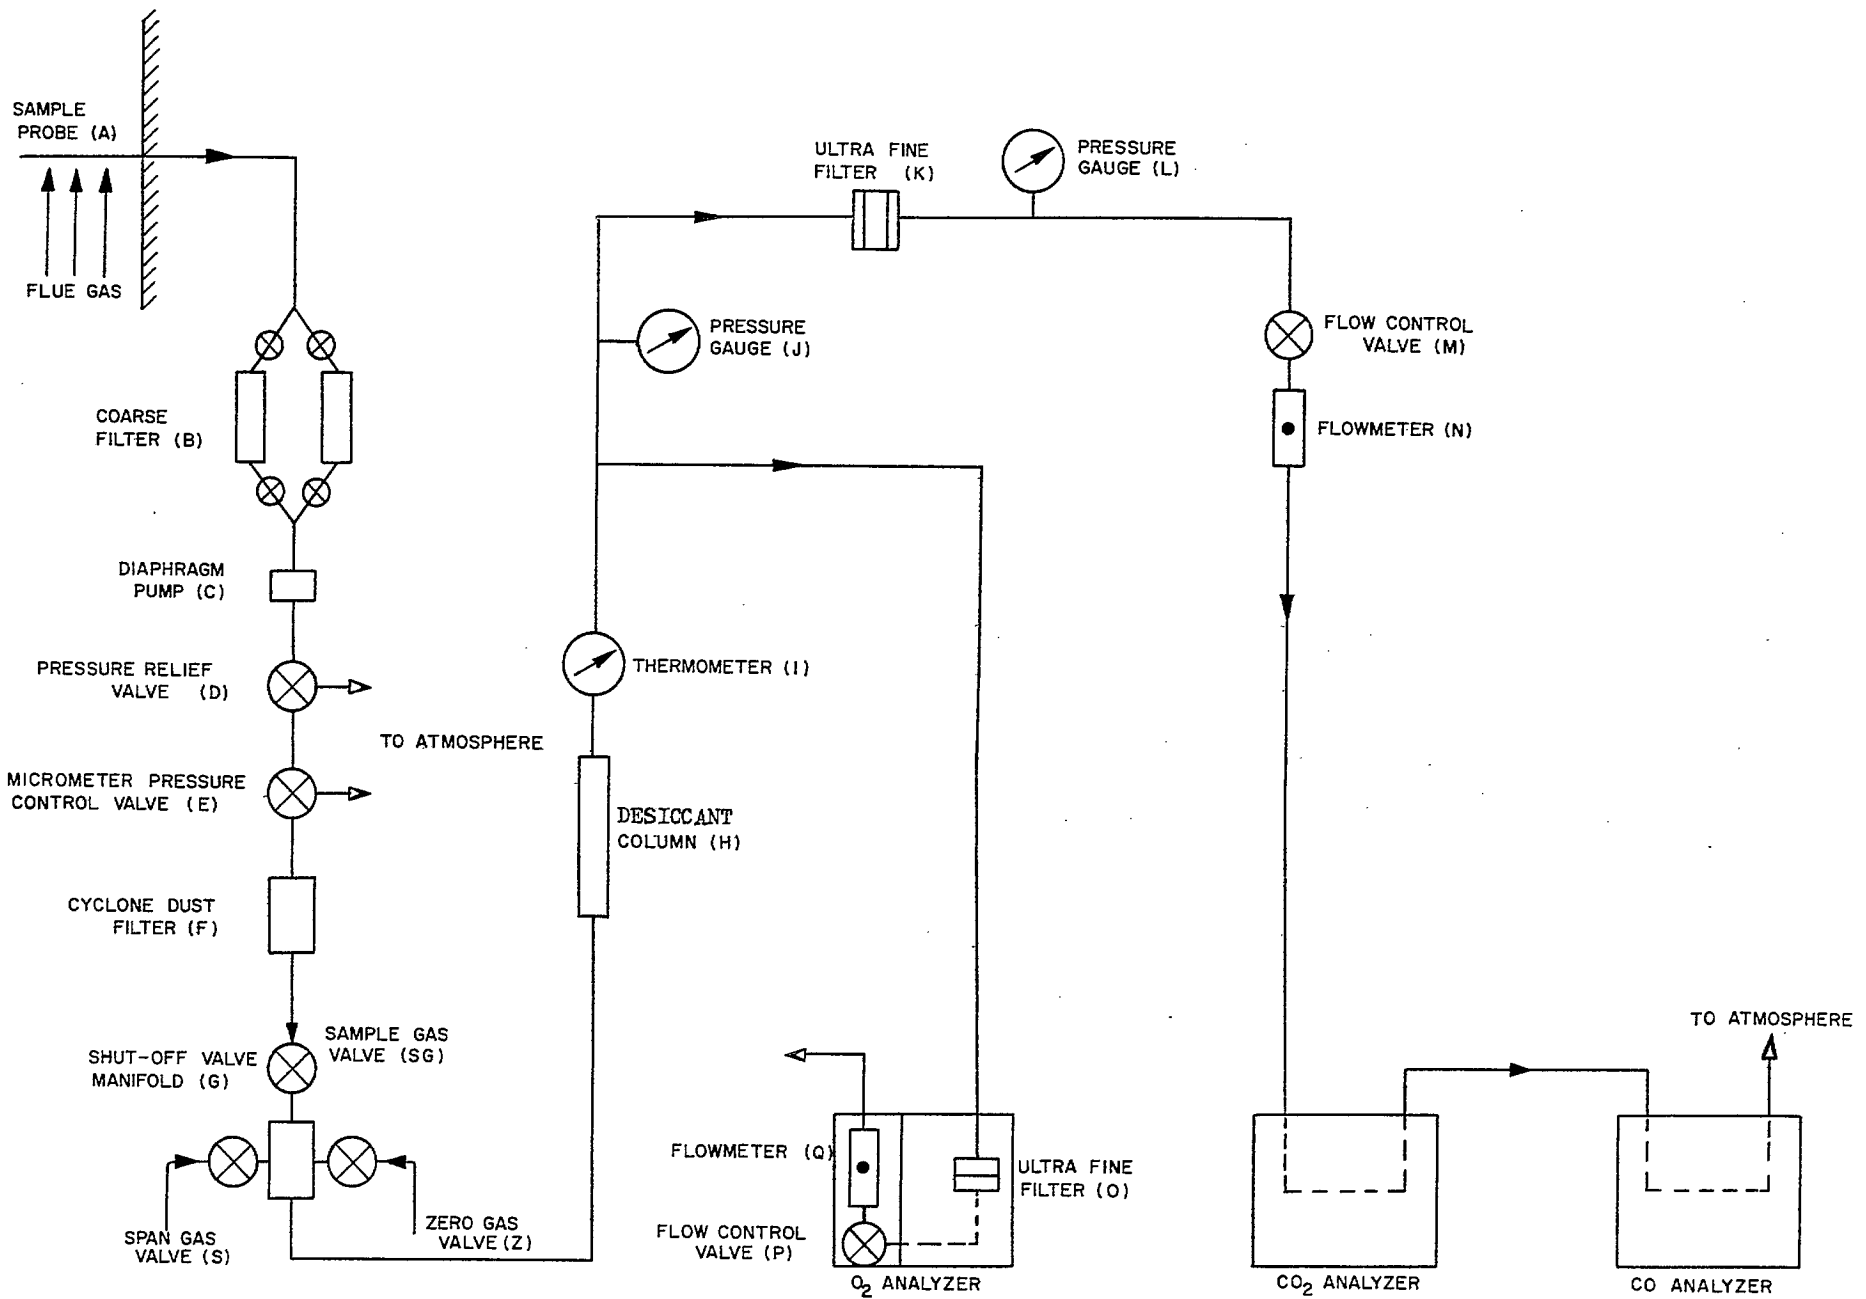 SAMPLE
PROBE (A)
FLUE GAS
COARSE
FILTER (B)
DIAPHRAGM
PUMP (C)
PRESSURE RELIEF
VALVE (D)
TO ATMOSPHERE
MICROMETER PRESSURE
CONTROL VALVE (E)
CYCLONE DUST
FILTER (F)
SAMPLE GAS
VALVE (SG)
SHUT-OFF VALVE
MANIFOLD (G)
SPAN GAS
VALVE (S)
ZERO GAS
VALVE (Z)
DESICCANT
COLUMN (H)
THERMOMETER (I)
PRESSURE
GAUGE (J)
ULTRA FINE
FILTER (K)
PRESSURE
GAUGE (L)
FLOW CONTROL
VALVE (M)
FLOWMETER (N)
FLOWMETER (Q)
ULTRA FINE
FILTER (O)
FLOW CONTROL
VALVE (P)
O2 ANALYZER
CO2 ANALYZER
TO ATMOSPHERE
CO ANALYZER